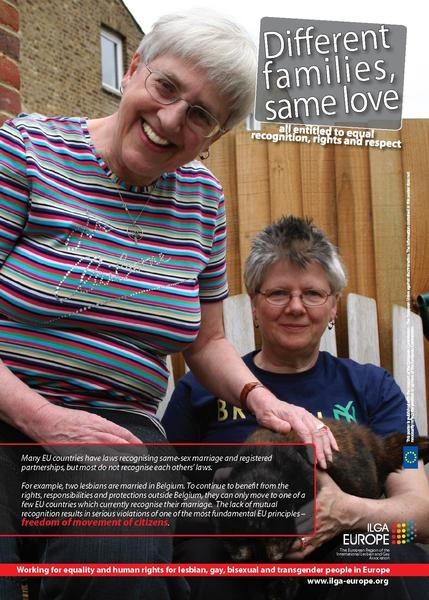 Different
families,
same love
all entitled to equal
recognition, rights and respect
Many EU countries have laws recognising same-sex marriage and registered
partnerships, but most do not recognise each others' laws.
For example, two lesbians are married in Belgium. To continue to benefit from the
rights, responsibilities and protections outside Belgium, they can only move to one of a
few EU countries which currently recognise their marriage. The lack of mutual
recognition results in serious violations of one of the most fundamental EU principles –
freedom of movement of citizens.
ILGA
EUROPE
The European Region of the
International Lesbian and Gay
Association
Working for equality and human rights for lesbian, gay, bisexual and transgender people in Europe
www.ilga-europe.org